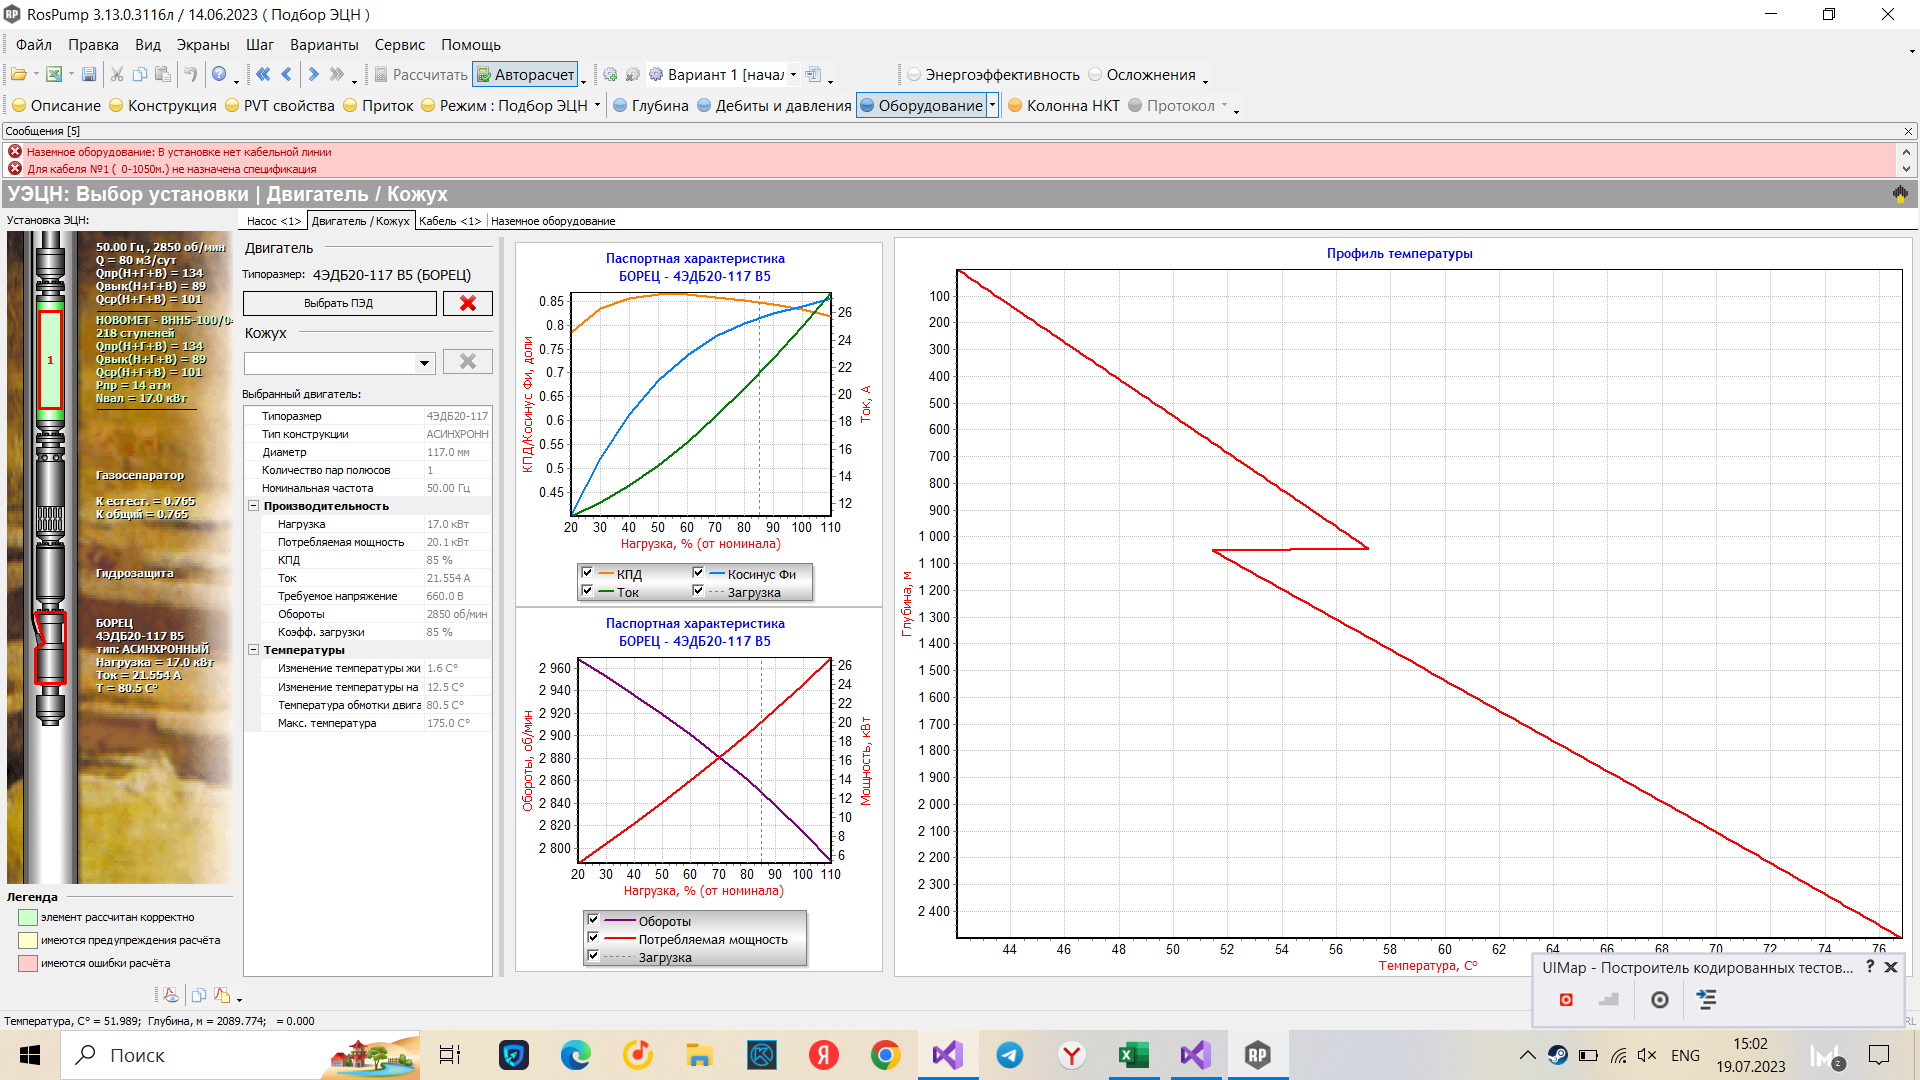 RosPump 3.13.0.3116л / 14.06.2023 ( Подбор ЭЦН )
Файл Правка Вид Экраны Шаг Варианты Сервис Помощь
Рассчитать Авторасчет Вариант 1 [начал Энергоэффективность Осложнения
Описание Конструкция PVT свойства Приток Режим : Подбор ЭЦН Глубина Дебиты и давления Оборудование Колонна НКТ Протокол
Сообщения [5]
Наземное оборудование: В установке нет кабельной линии
Для кабеля №1 ( 0-1050м.) не назначена спецификация
УЭЦН: Выбор установки | Двигатель / Кожух
Установка ЭЦН:
50.00 Гц , 2850 об/мин
Q = 80 м3/сут
Qпр(Н+Г+В) = 134
Qвык(Н+Г+В) = 89
Qср(Н+Г+В) = 101
НОВОМЕТ - ВНН5-100/0
218 ступеней
Qпр(Н+Г+В) = 134
Qвык(Н+Г+В) = 89
Qср(Н+Г+В) = 101
Pпр = 14 атм
Nвал = 17.0 кВт
1
Газосепаратор
К естест. = 0.765
К общий = 0.765
Гидрозащита
БОРЕЦ
4ЭДБ20-117 В5
тип: АСИНХРОННЫЙ
Нагрузка = 17.0 кВт
Ток = 21.554 А
Т = 80.5 С°
Легенда
элемент рассчитан корректно
имеются предупреждения расчёта
имеются ошибки расчёта
Насос <1> Двигатель / Кожух Кабель <1> Наземное оборудование
Двигатель
Типоразмер: 4ЭДБ20-117 В5 (БОРЕЦ)
Выбрать ПЭД
Кожух
Выбранный двигатель:
Типоразмер 4ЭДБ20-117
Тип конструкции АСИНХРОНН
Диаметр 117.0 мм
Количество пар полюсов 1
Номинальная частота 50.00 Гц
Производительность
Нагрузка 17.0 кВт
Потребляемая мощность 20.1 кВт
КПД 85 %
Ток 21.554 А
Требуемое напряжение 660.0 В
Обороты 2850 об/мин
Коэфф. загрузки 85 %
Температуры
Изменение температуры жи 1.6 С°
Изменение температуры на 12.5 С°
Температура обмотки двига 80.5 С°
Макс. температура 175.0 С°
Паспортная характеристика
БОРЕЦ - 4ЭДБ20-117 В5
КПД/Косинус Фи, доли
0.85
0.8
0.75
0.7
0.65
0.6
0.55
0.5
0.45
26
24
22
20
18
16
14
12
Ток, А
20 30 40 50 60 70 80 90 100 110
Нагрузка, % (от номинала)
КПД Косинус Фи
Ток Загрузка
Паспортная характеристика
БОРЕЦ - 4ЭДБ20-117 В5
Обороты, об/мин
2 960
2 940
2 920
2 900
2 880
2 860
2 840
2 820
2 800
26
24
22
20
18
16
14
12
10
8
6
Мощность, кВт
20 30 40 50 60 70 80 90 100 110
Нагрузка, % (от номинала)
Обороты
Потребляемая мощность
Загрузка
Профиль температуры
Глубина, м
100
200
300
400
500
600
700
800
900
1 000
1 100
1 200
1 300
1 400
1 500
1 600
1 700
1 800
1 900
2 000
2 100
2 200
2 300
2 400
44 46 48 50 52 54 56 58 60 62 64 66 68 70 72 74 76
Температура, С°
UIMap - Построитель кодированных тестов... ?
Температура, С° = 51.989; Глубина, м = 2089.774; = 0.000
RL
Поиск
ENG
15:02
19.07.2023
2